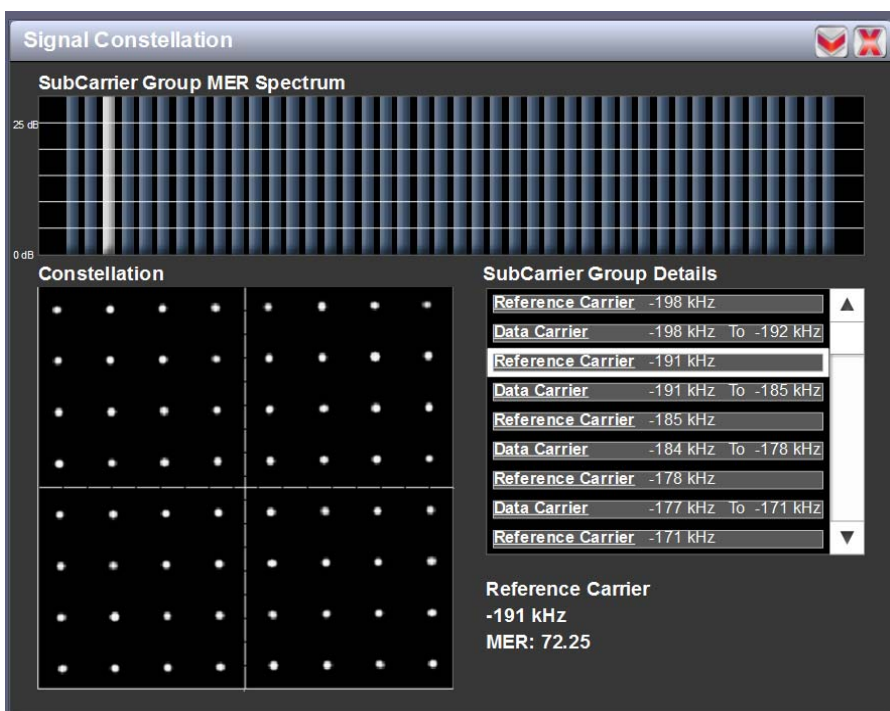 Signal Constellation
SubCarrier Group MER Spectrum
25 dB
0 dB
Constellation
SubCarrier Group Details
Reference Carrier -198 kHz
Data Carrier -198 kHz To -192 kHz
Reference Carrier -191 kHz
Data Carrier -191 kHz To -185 kHz
Reference Carrier -185 kHz
Data Carrier -184 kHz To -178 kHz
Reference Carrier -178 kHz
Data Carrier -177 kHz To -171 kHz
Reference Carrier -171 kHz
Reference Carrier
-191 kHz
MER: 72.25